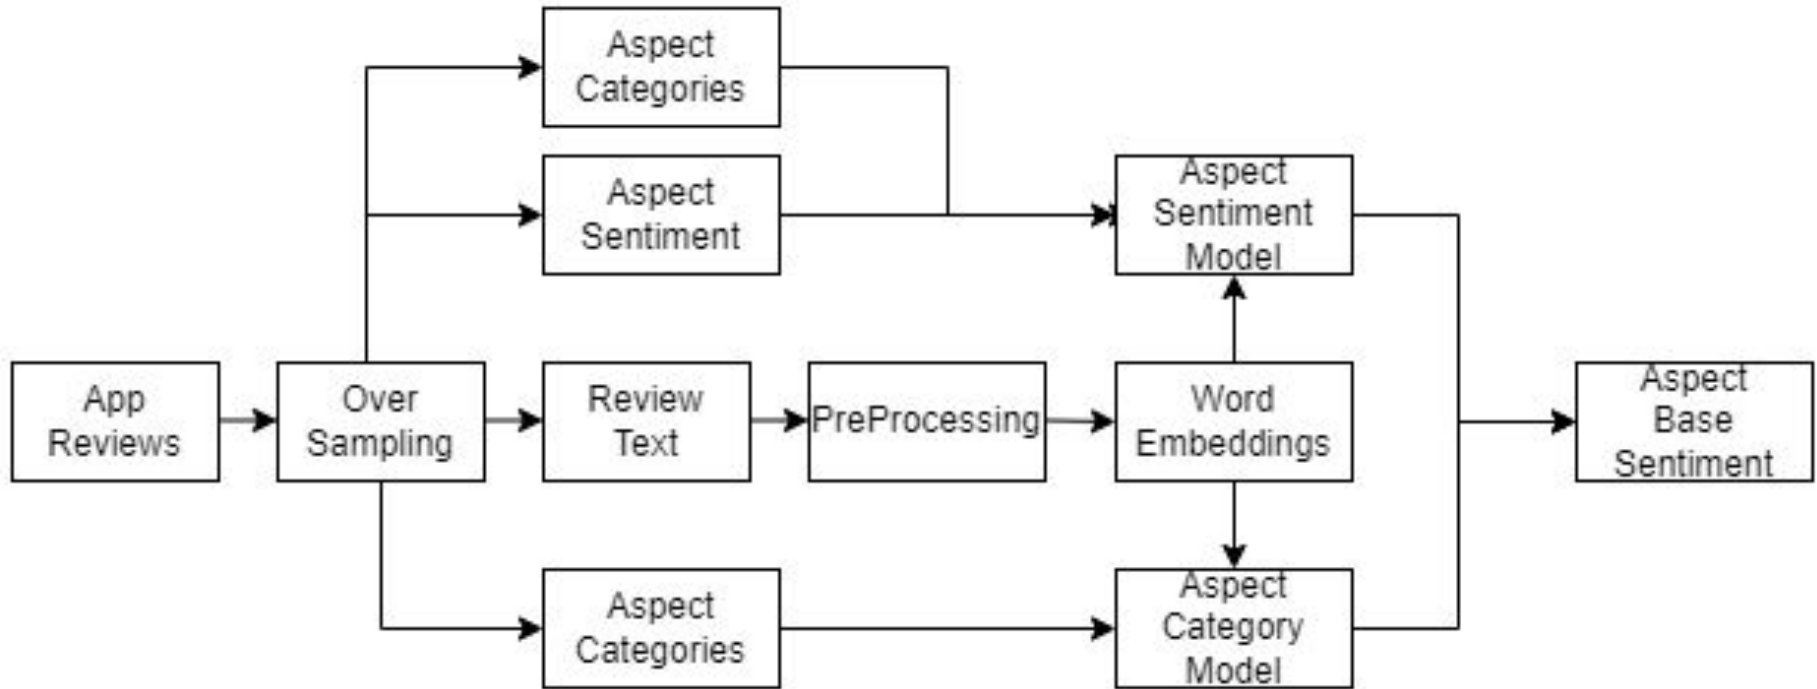 Aspect
Categories
Aspect
Sentiment
Aspect
Sentiment
Model
App
Reviews
Over
Sampling
Review
Text
PreProcessing
Word
Embeddings
Aspect
Base
Sentiment
Aspect
Categories
Aspect
Category
Model